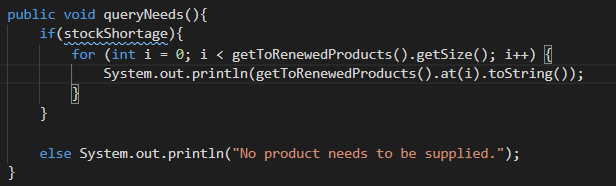 public void queryNeeds(){
if(stockShortage){
for (int i = 0; i < getToRenewedProducts().getSize(); i++) {
System.out.println(getToRenewedProducts().at(i).toString());
}
}
else System.out.println("No product needs to be supplied.");
}